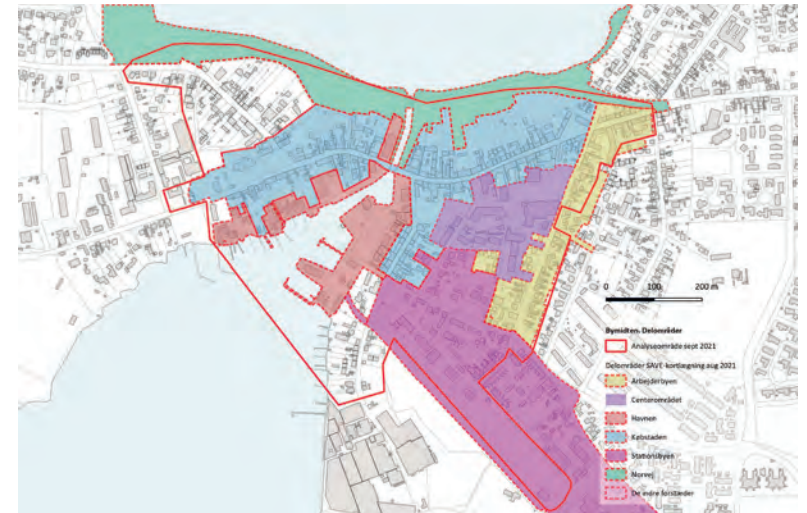 0 100 200 m
Bymidten. Delområder
Analyseområde sept 2021
Delområder SAVE-kortlægning aug 2021
Arbejderbyen
Centerområdet
Havnen
Købstaden
Stationsbyen
Norsvej
De indre forstæder